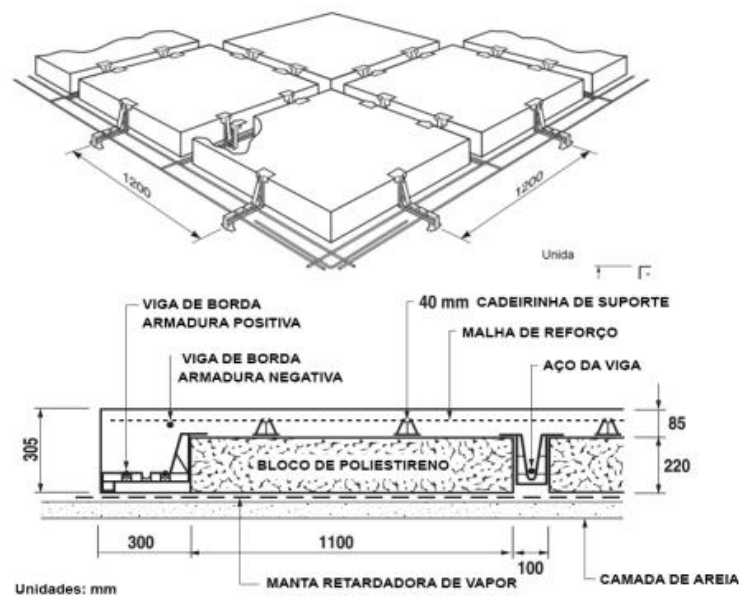 1200
1200
Unida
VIGA DE BORDA
ARMADURA POSITIVA
40 mm CADEIRINHA DE SUPORTE
MALHA DE REFORÇO
VIGA DE BORDA
ARMADURA NEGATIVA
AÇO DA VIGA
305
85
BLOCO DE POLIESTIRENO
220
300
1100
100
MANTA RETARDADORA DE VAPOR
CAMADA DE AREIA
Unidades: mm